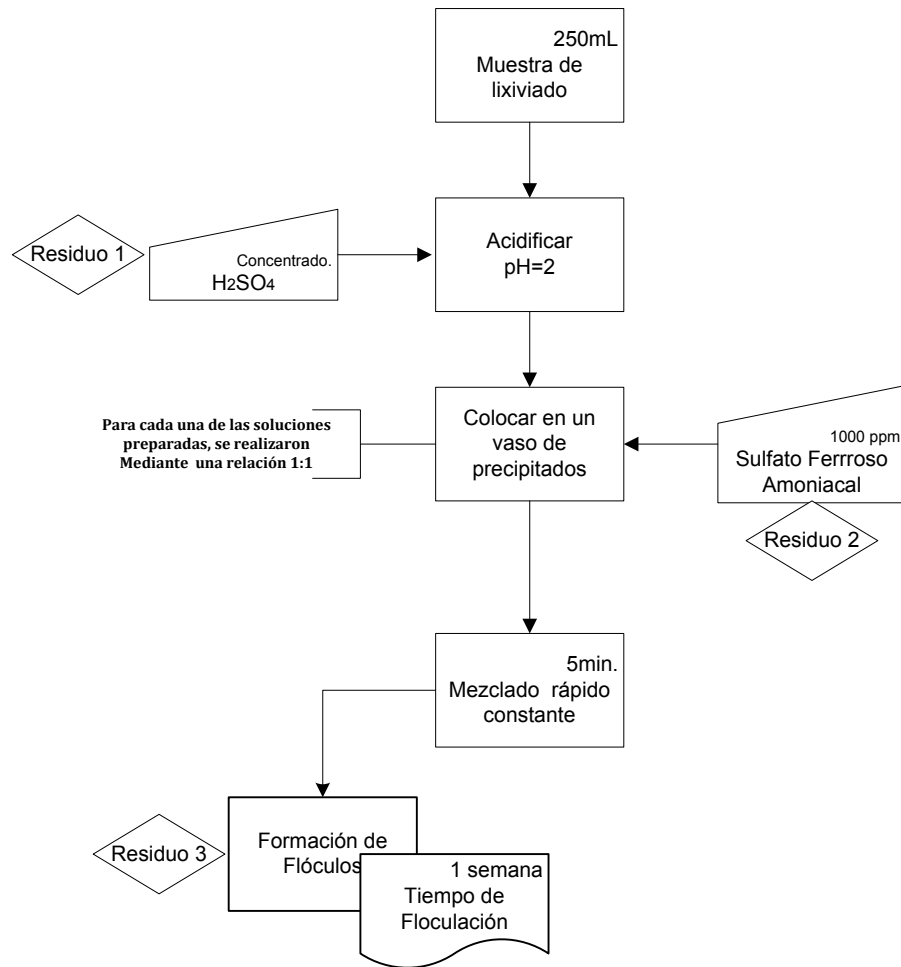 250mL
Muestra de
lixiviado
Residuo 1
Concentrado.
H2SO4
Acidificar
pH=2
Para cada una de las soluciones
preparadas, se realizaron
Mediante una relación 1:1
Colocar en un
vaso de
precipitados
1000 ppm
Sulfato Ferrroso
Amoniacal
Residuo 2
5min.
Mezclado rápido
constante
Residuo 3
Formación de
Flóculos
1 semana
Tiempo de
Floculación